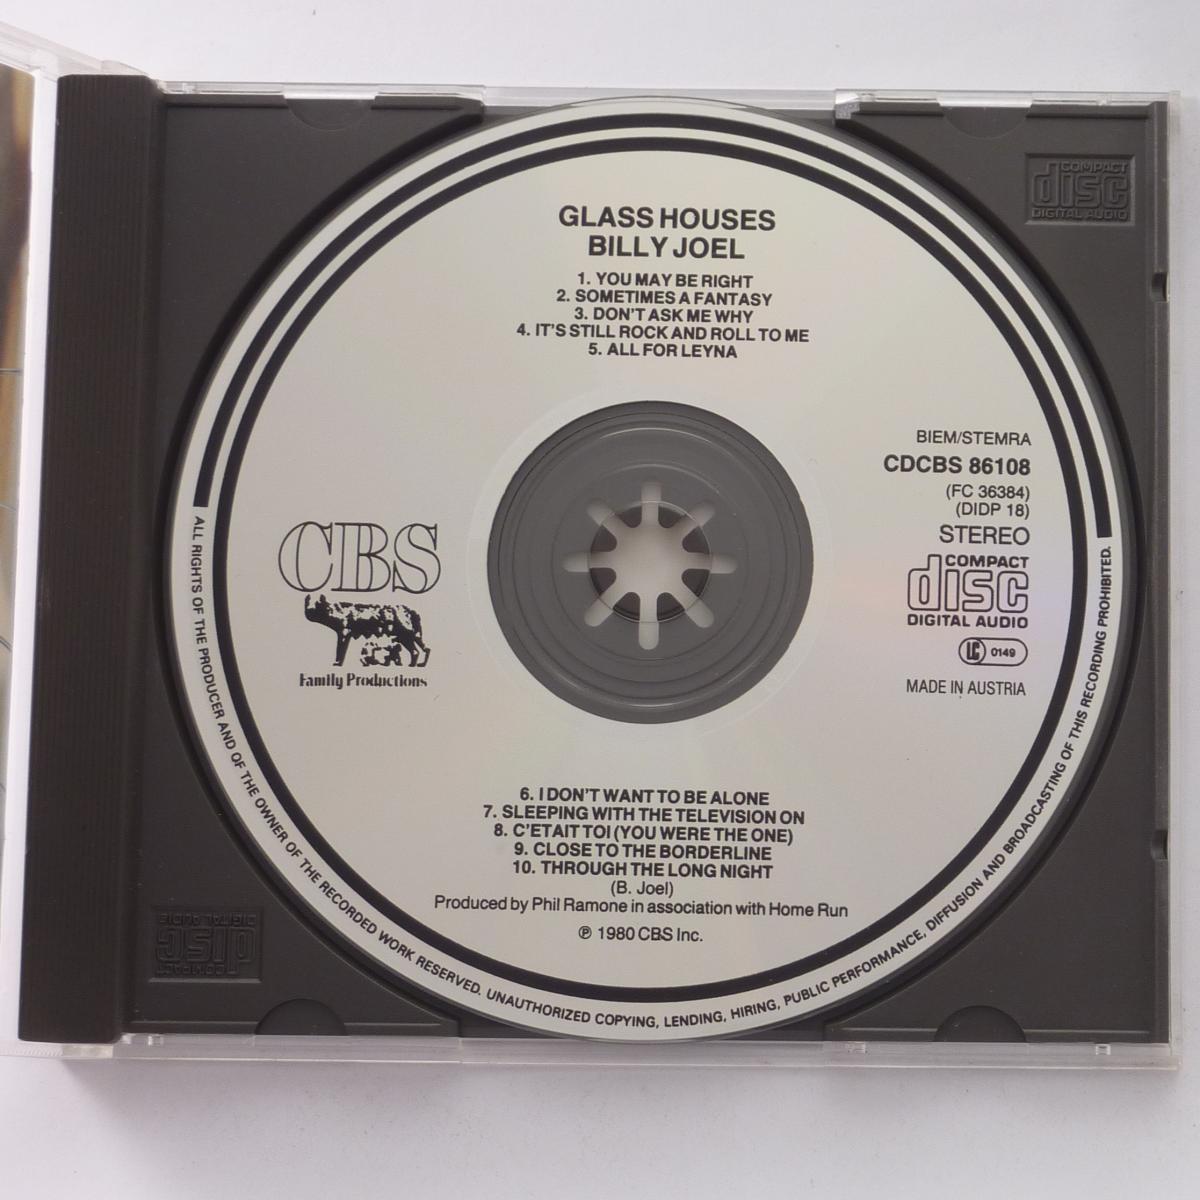 GLASS HOUSES
BILLY JOEL
1. YOU MAY BE RIGHT
2. SOMETIMES A FANTASY
3. DON'T ASK ME WHY
4. IT'S STILL ROCK AND ROLL TO ME
5. ALL FOR LEYNA
COMPACT
disc
DIGITAL AUDIO
BIEM/STEMRA
CDCBS 86108
(FC 36384)
(DIDP 18)
STEREO
COMPACT
disc
DIGITAL AUDIO
LC 0149
MADE IN AUSTRIA
CBS
Family Productions
6. I DON'T WANT TO BE ALONE
7. SLEEPING WITH THE TELEVISION ON
8. C'ETAIT TOI (YOU WERE THE ONE)
9. CLOSE TO THE BORDERLINE
10. THROUGH THE LONG NIGHT
(B. Joel)
Produced by Phil Ramone in association with Home Run
℗ 1980 CBS Inc.
ALL RIGHTS OF THE PRODUCER AND OF THE OWNER OF THE RECORDED WORK RESERVED. UNAUTHORIZED COPYING, LENDING, HIRING, PUBLIC PERFORMANCE, DIFFUSION AND BROADCASTING OF THIS RECORDING PROHIBITED.
COMPACT
disc
DIGITAL AUDIO